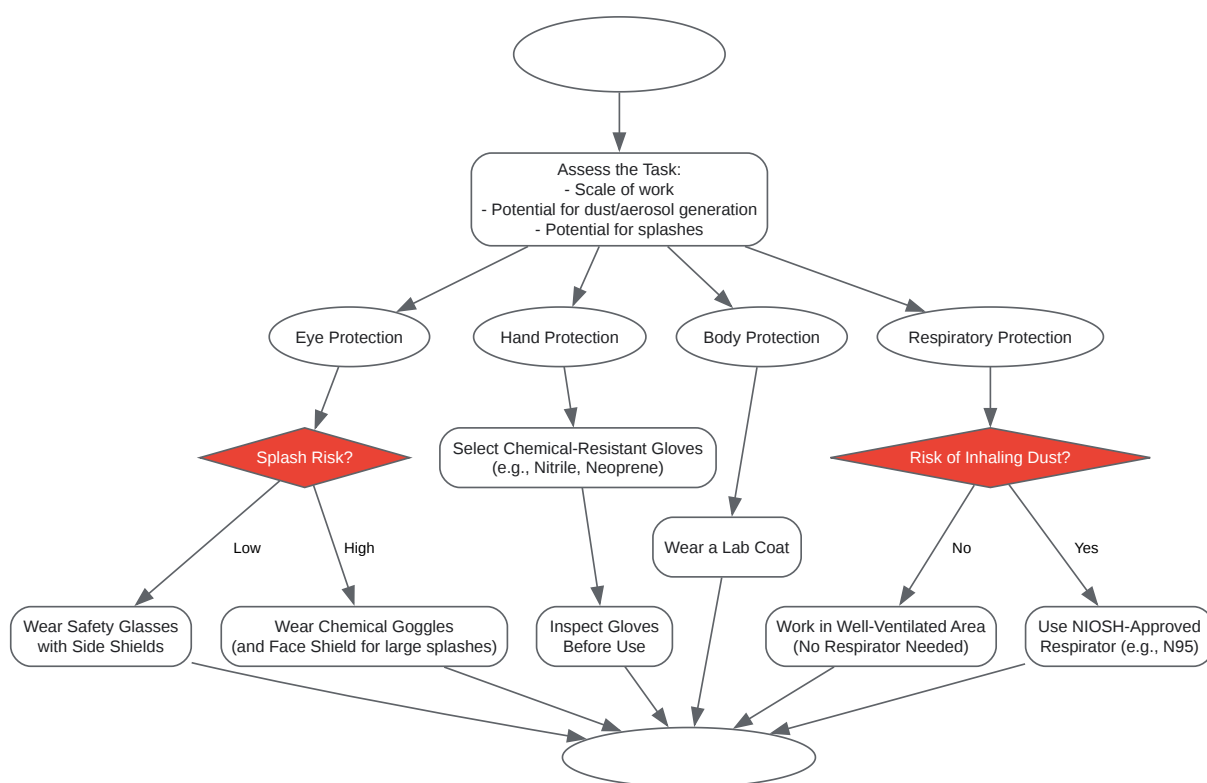 Assess the Task:
- Scale of work
- Potential for dust/aerosol generation
- Potential for splashes
Eye Protection
Hand Protection
Body Protection
Respiratory Protection
Splash Risk?
Select Chemical-Resistant Gloves
(e.g., Nitrile, Neoprene)
Risk of Inhaling Dust?
Wear a Lab Coat
Low
High
No
Yes
Wear Safety Glasses
with Side Shields
Wear Chemical Goggles
(and Face Shield for large splashes)
Inspect Gloves
Before Use
Work in Well-Ventilated Area
(No Respirator Needed)
Use NIOSH-Approved
Respirator (e.g., N95)